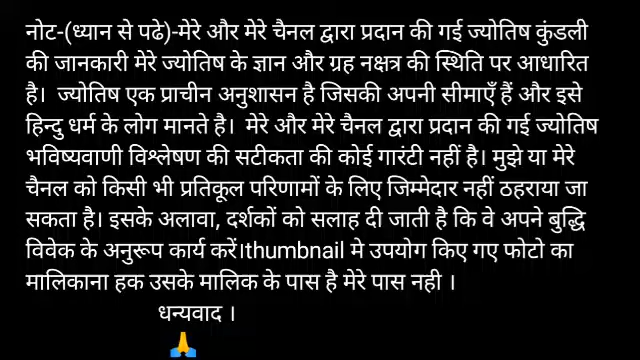 नोट-(ध्यान से पढे)-मेरे और मेरे चैनल द्वारा प्रदान की गई ज्योतिष कुंडली
की जानकारी मेरे ज्योतिष के ज्ञान और ग्रह नक्षत्र की स्थिति पर आधारित
है। ज्योतिष एक प्राचीन अनुशासन है जिसकी अपनी सीमाएँ हैं और इसे
हिन्दु धर्म के लोग मानते है। मेरे और मेरे चैनल द्वारा प्रदान की गई ज्योतिष
भविष्यवाणी विश्लेषण की सटीकता की कोई गारंटी नहीं है। मुझे या मेरे
चैनल को किसी भी प्रतिकूल परिणामों के लिए जिम्मेदार नहीं ठहराया जा
सकता है। इसके अलावा, दर्शकों को सलाह दी जाती है कि वे अपने बुद्धि
विवेक के अनुरूप कार्य करें।thumbnail मे उपयोग किए गए फोटो का
मालिकाना हक उसके मालिक के पास है मेरे पास नही ।
धन्यवाद ।
🙏